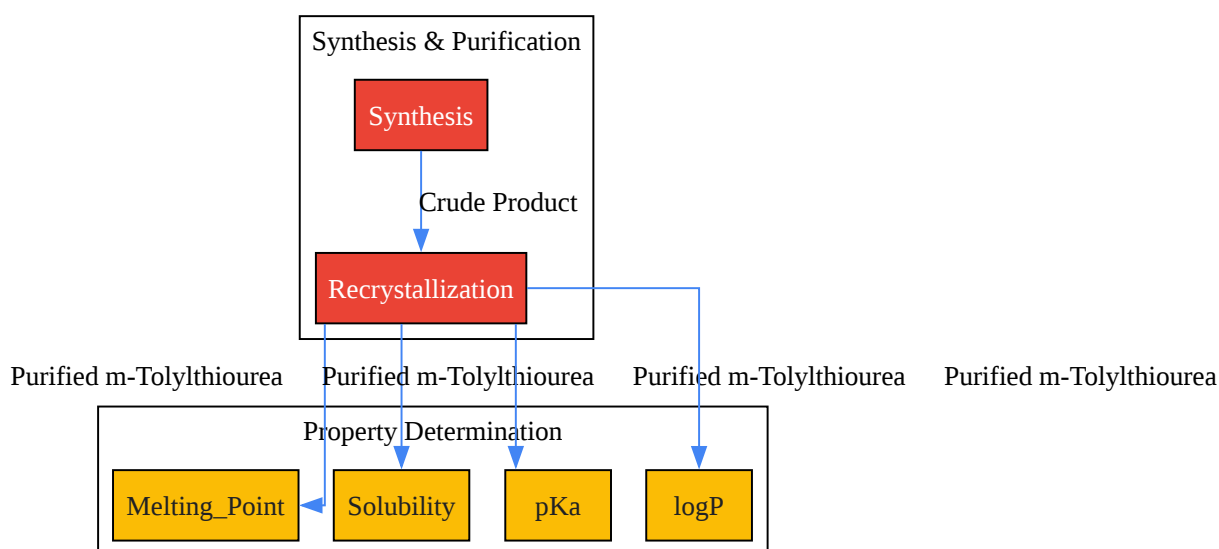 Synthesis & Purification
Synthesis
Crude Product
Recrystallization
Purified m-Tolylthiourea
Purified m-Tolylthiourea
Purified m-Tolylthiourea
Purified m-Tolylthiourea
Property Determination
Melting_Point
Solubility
pKa
logP